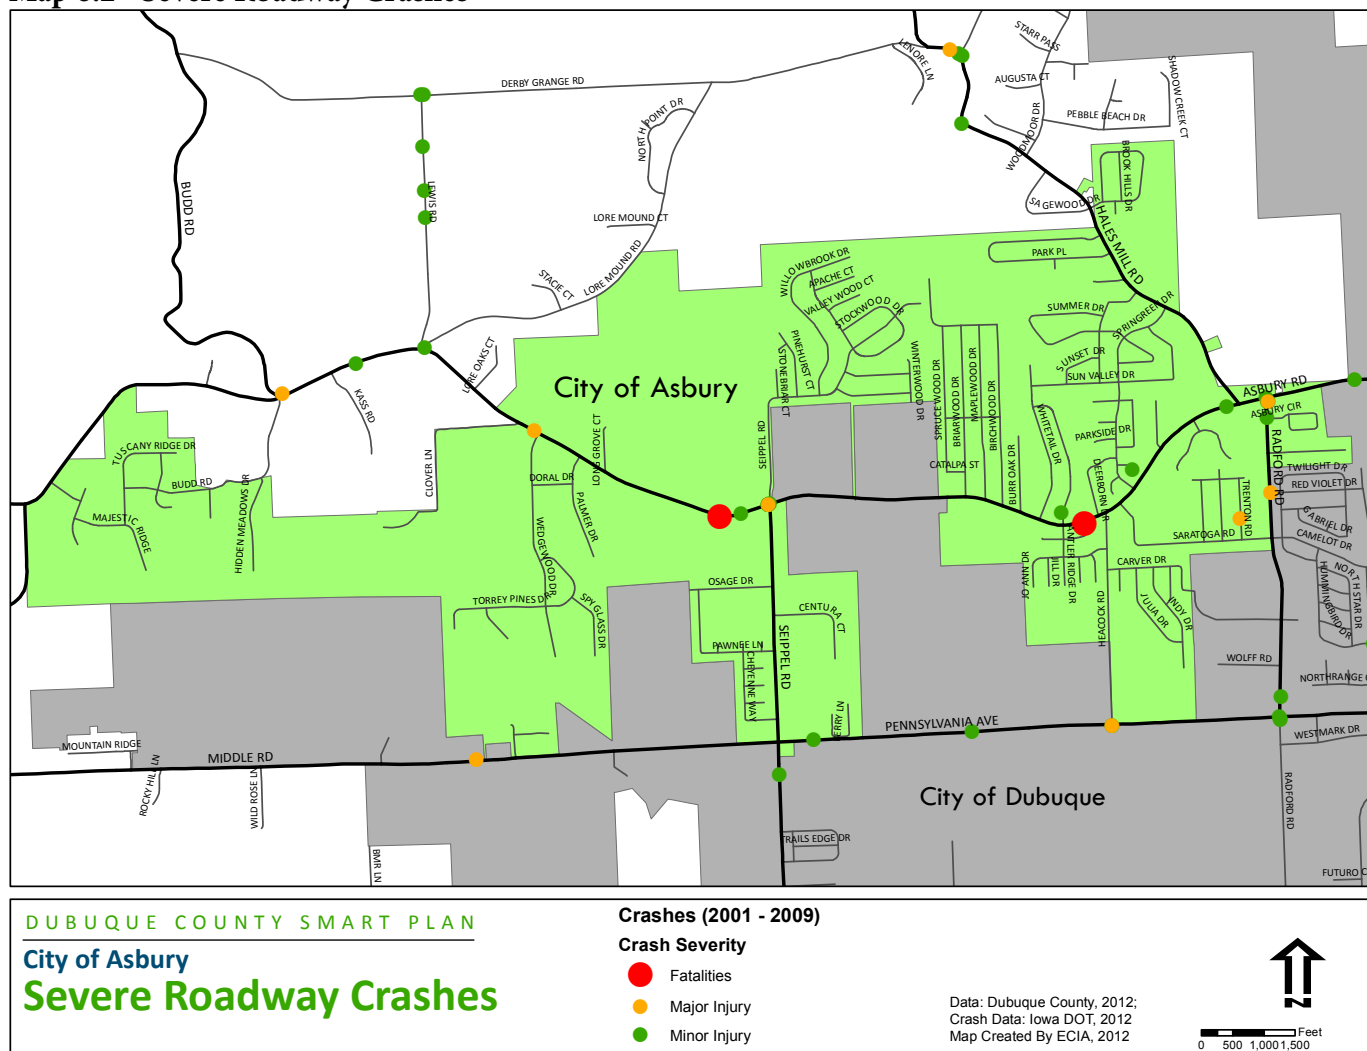 Map 8.2 Severe Roadway Crashes
STARR PASS
LENORE LN
AUGUSTA CT
SHADOW CREEK CT
DERBY GRANGE RD
NORTH POINT DR
PEBBLE BEACH DR
WOODMOOR DR
BROOK HILLS DR
BUDD RD
LEWIS RD
SAGEWOOD DR
LORE MOUND CT
HALES MILL RD
PARK PL
WILLOWBROOK DR
APACHE CT
VALLEY WOOD CT
STOCKWOOD DR
STACIE CT
LORE MOUND RD
SUMMER DR
SPRINGREEN DR
PINEHURST CT
STONEBRIAR CT
WINTERWOOD DR
SPRUCE WOOD DR
BRIARWOOD DR
MAPLEWOOD DR
BIRCHWOOD DR
SUNSET DR
SUN VALLEY DR
LORE OAKS CT
KASS RD
City of Asbury
ASBURY RD
ASBURY CIR
WHITETAIL DR
PARKSIDE DR
LONG GROVE CT
SEIPPEL RD
CATALPA ST
BURR OAK DR
DEERBORN DR
RADFORD RD
TUSCANY RIDGE DR
CLOVER LN
DORAL DR
PALMER DR
TWILIGHT DR
RED VIOLET DR
BUDD RD
MAJESTIC RIDGE
HIDDEN MEADOWS DR
WEDGEWOOD DR
TRENTON RD
SARATOGA RD
GABRIEL DR
CAMELOT DR
JO ANN DR
JILL DR
ANTLER RIDGE DR
CARVER DR
HUMMINGBIRD DR
NORTH STAR DR
OSAGE DR
TORREY PINES DR
SPY GLASS DR
CENTURA CT
HEACOCK RD
JULIA DR
INDY DR
PAWNEE LN
CHEYENNE WAY
SEIPPEL RD
WOLFF RD
NORTHRANGE
ERRY LN
PENNSYLVANIA AVE
WESTMARK DR
MOUNTAIN RIDGE
MIDDLE RD
ROCKY HILL LN
WILD ROSE LN
City of Dubuque
RADFORD RD
TRAILS EDGE DR
BMR LN
FUTURO
DUBUQUE COUNTY SMART PLAN
City of Asbury
Severe Roadway Crashes
Crashes (2001 - 2009)
Crash Severity
Fatalities
Major Injury
Minor Injury
Data: Dubuque County, 2012;
Crash Data: Iowa DOT, 2012
Map Created By ECIA, 2012
N
Feet
0 500 1,000 1,500